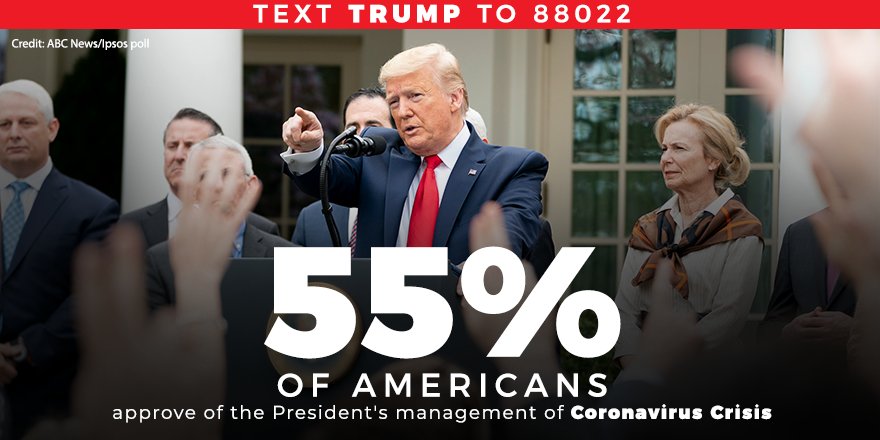 TEXT TRUMP TO 88022
Credit: ABC News/Ipsos poll
55%
OF AMERICANS
approve of the President's management of Coronavirus Crisis